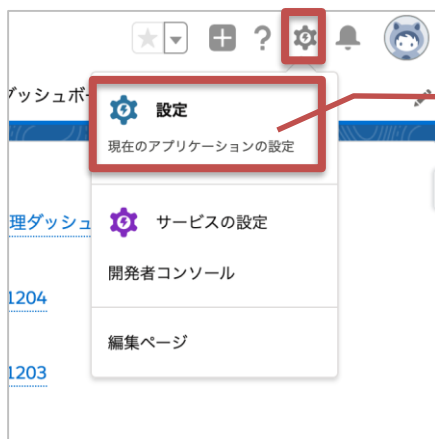 ッシュボ
設定
現在のアプリケーションの設定
理ダッシュ
サービスの設定
開発者コンソール
1204
編集ページ
1203